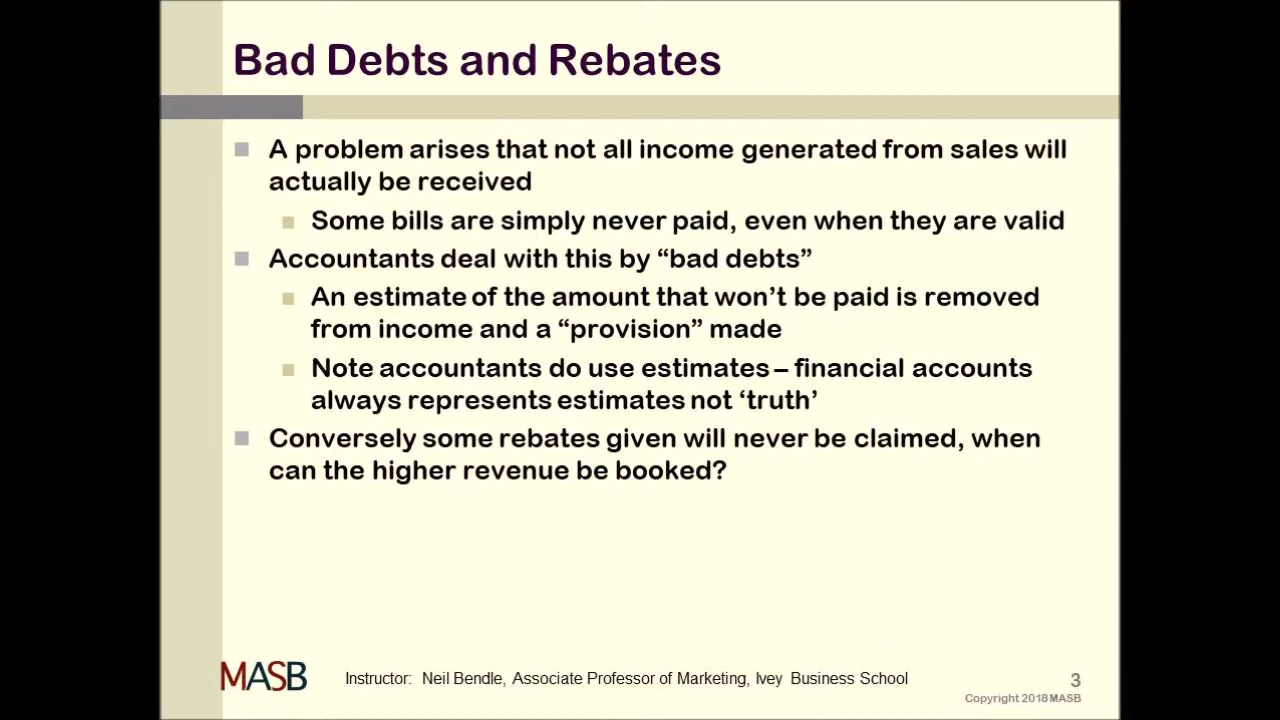 Bad Debts and Rebates
A problem arises that not all income generated from sales will
actually be received
Some bills are simply never paid, even when they are valid
Accountants deal with this by “bad debts”
An estimate of the amount that won’t be paid is removed
from income and a “provision” made
Note accountants do use estimates – financial accounts
always represents estimates not ‘truth’
Conversely some rebates given will never be claimed, when
can the higher revenue be booked?
MASB
Instructor: Neil Bendle, Associate Professor of Marketing, Ivey Business School
3
Copyright 2018 MASB